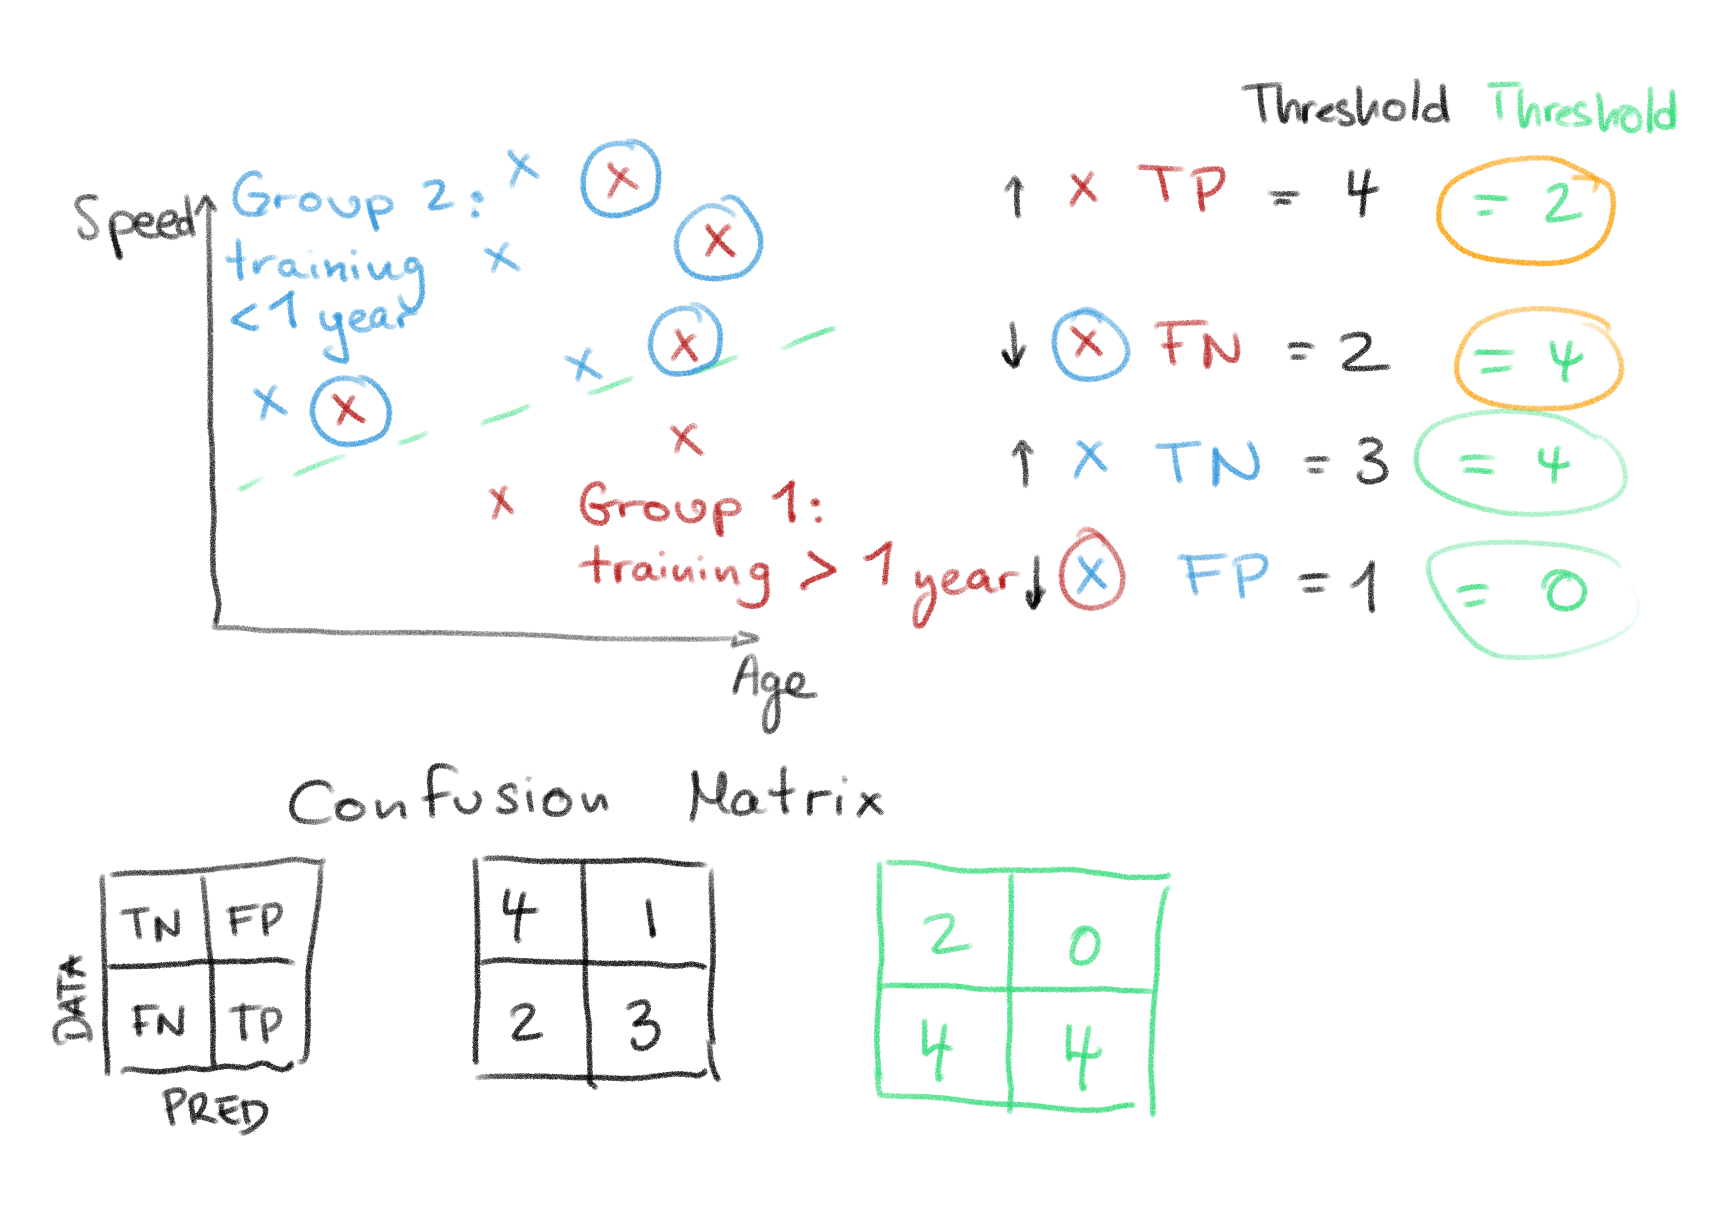 Threshold Threshold
Speed
Group 2:
training
<1 year
↑ x TP = 4 = 2
↓ x FN = 2 = 4
↑ x TN = 3 = 4
↓ x FP = 1 = 0
Group 1:
training > 1 year
Age
Confusion Matrix
TN FP
FN TP
DATA
PRED
4 1
2 3
2 0
4 4